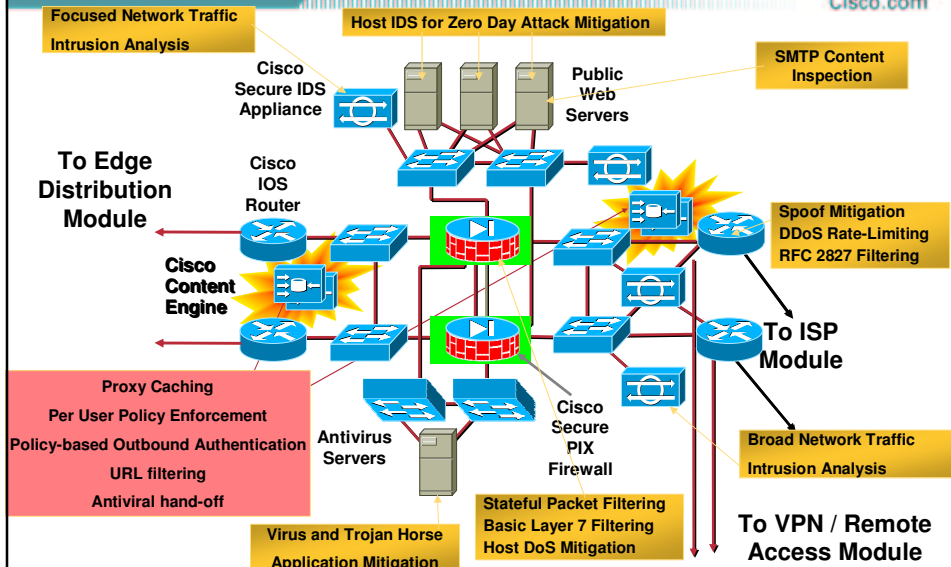 Cisco.com
Focused Network Traffic
Intrusion Analysis
Host IDS for Zero Day Attack Mitigation
SMTP Content
Inspection
Cisco
Secure IDS
Appliance
Public
Web
Servers
To Edge
Distribution
Module
Cisco
IOS
Router
Spoof Mitigation
DDoS Rate-Limiting
RFC 2827 Filtering
Cisco
Content
Engine
To ISP
Module
Proxy Caching
Per User Policy Enforcement
Policy-based Outbound Authentication
URL filtering
Antiviral hand-off
Antivirus
Servers
Cisco
Secure
PIX
Firewall
Broad Network Traffic
Intrusion Analysis
Stateful Packet Filtering
Basic Layer 7 Filtering
Host DoS Mitigation
Virus and Trojan Horse
Application Mitigation
To VPN / Remote
Access Module